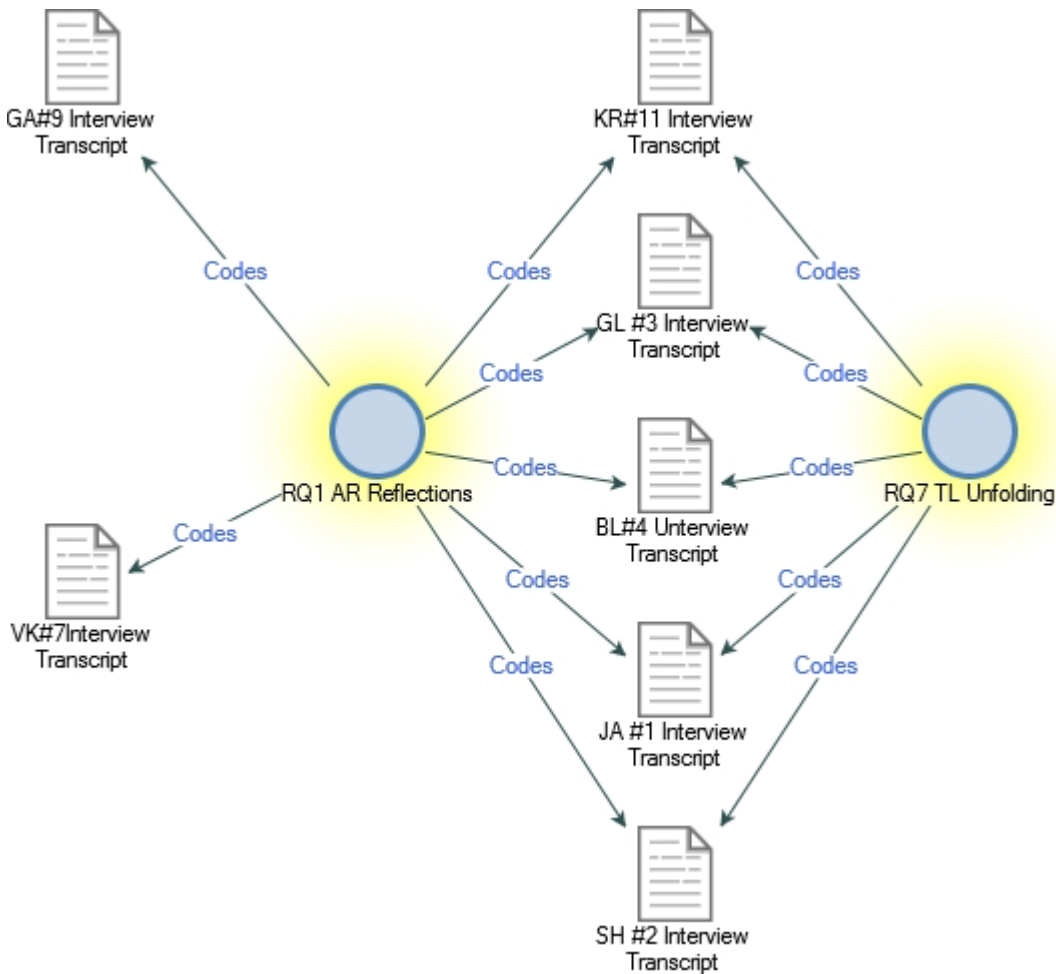 GA#9 Interview
Transcript
KR#11 Interview
Transcript
Codes
Codes
Codes
GL #3 Interview
Transcript
Codes
Codes
RQ1 AR Reflections
Codes
Codes
RQ7 TL Unfolding
BL#4 Unterview
Transcript
Codes
VK#7Interview
Transcript
Codes
Codes
JA #1 Interview
Transcript
Codes
Codes
SH #2 Interview
Transcript